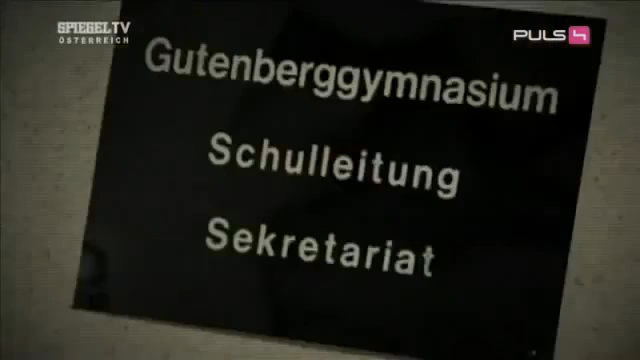 SPIEGEL TV
ÖSTERREICH
PULS 4
Gutenberggymnasium
Schulleitung
Sekretariat